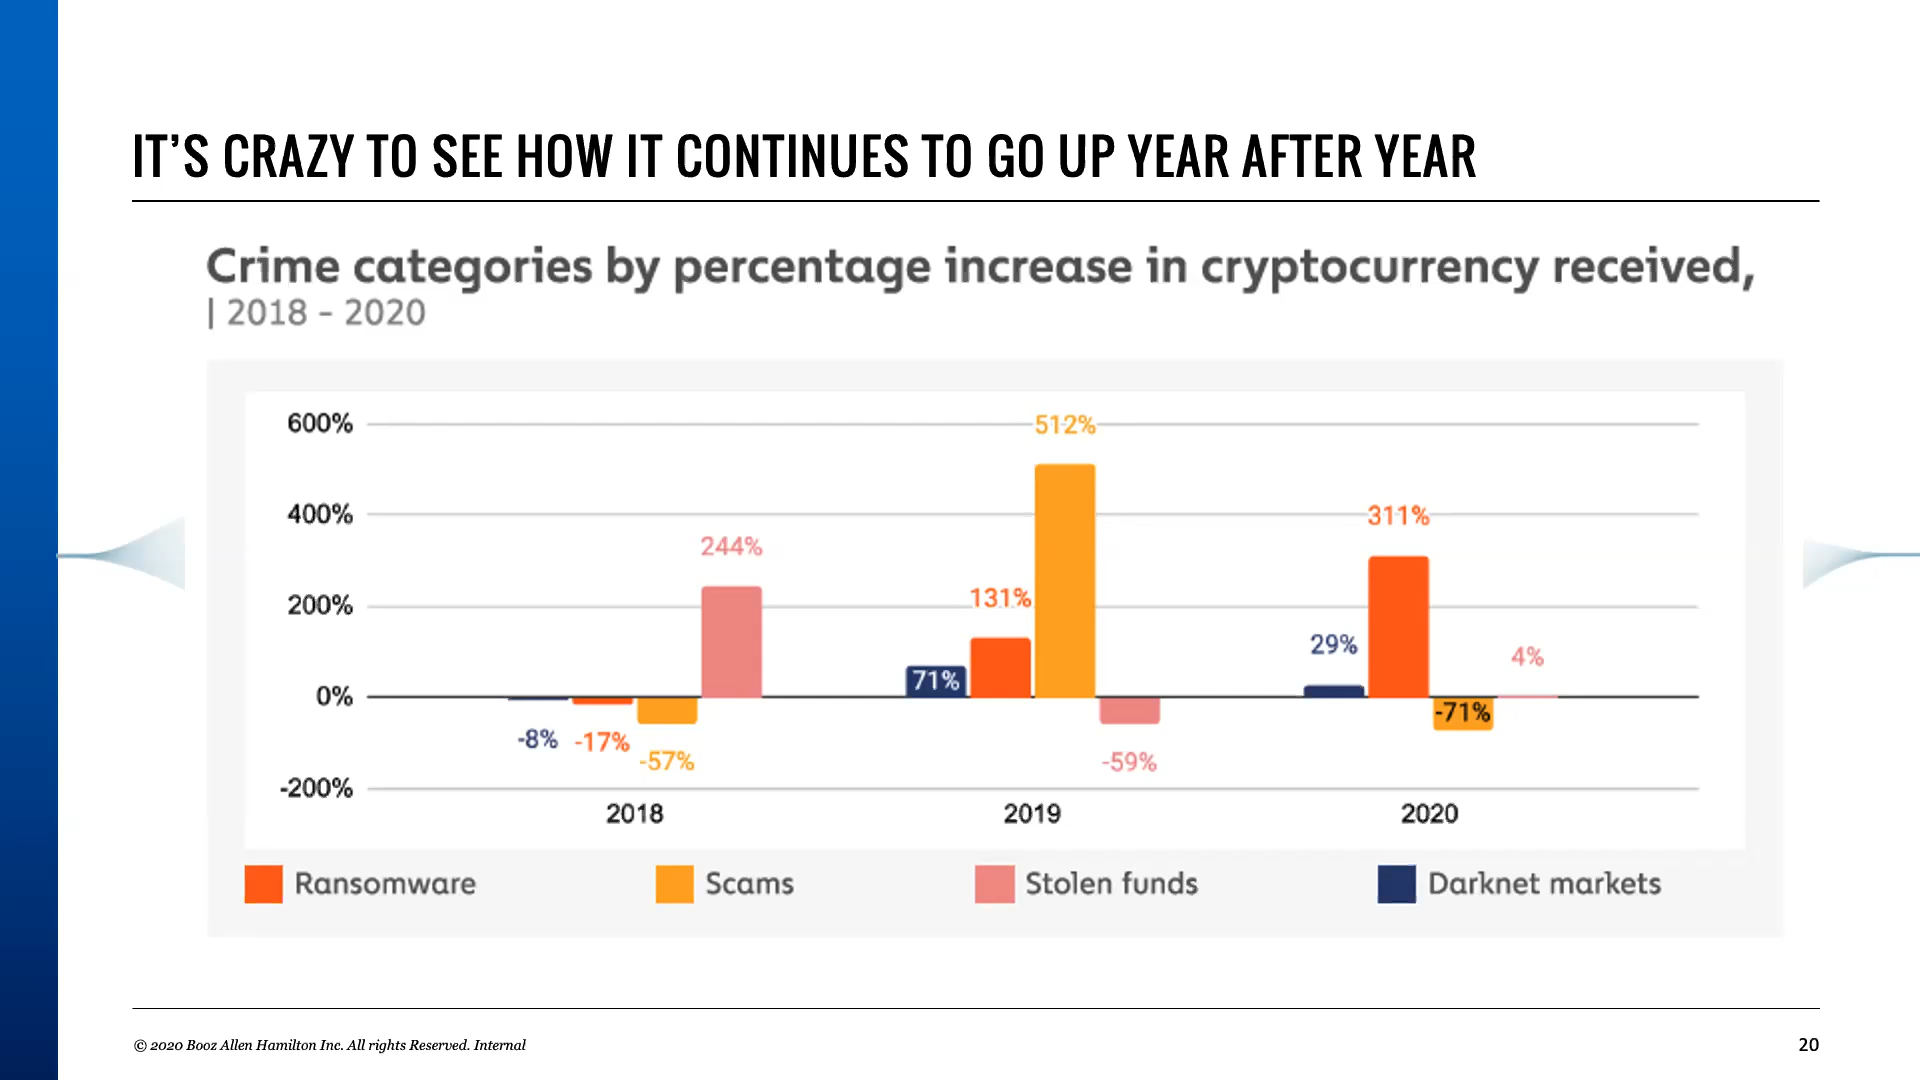 IT’S CRAZY TO SEE HOW IT CONTINUES TO GO UP YEAR AFTER YEAR
Crime categories by percentage increase in cryptocurrency received,
| 2018 – 2020
600%
400%
200%
0%
-200%
-8%
-17%
-57%
244%
71%
131%
512%
-59%
29%
311%
-71%
4%
2018
2019
2020
Ransomware
Scams
Stolen funds
Darknet markets
© 2020 Booz Allen Hamilton Inc. All rights Reserved. Internal
20